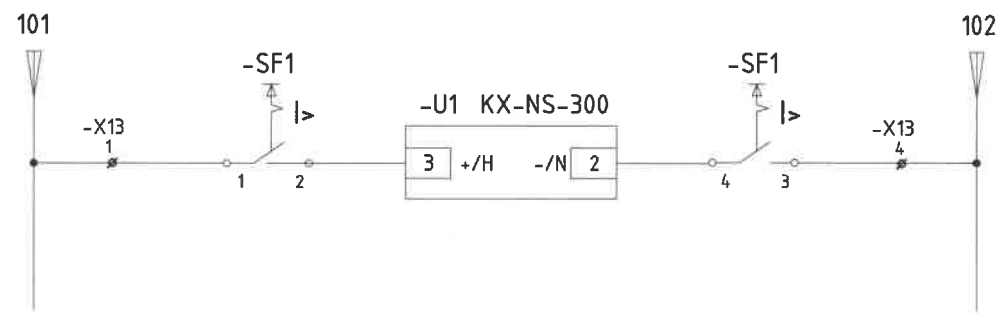 101
102
-SF1
-SF1
I>
I>
-U1 KX-NS-300
-X13
1
-X13
4
3 +/H
-/N 2
1
2
4
3